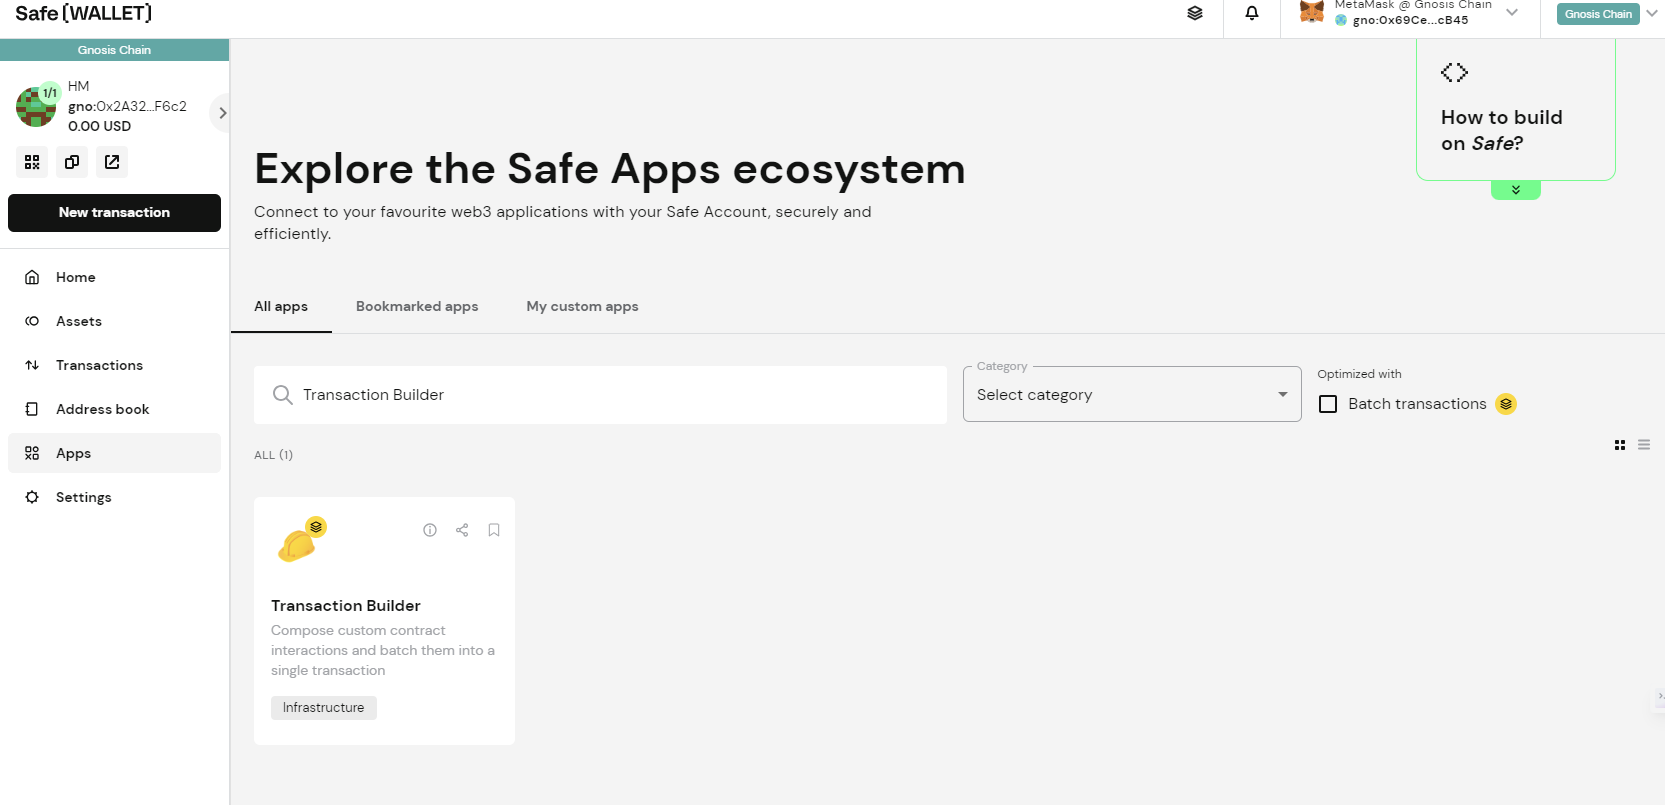 Safe{WALLET}
MetaMask @ Gnosis Chain
gno:0x69Ce...cB45
Gnosis Chain
Gnosis Chain
1/1
HM
gno:0x2A32...F6c2
0.00 USD
New transaction
Home
Assets
Transactions
Address book
Apps
Settings
How to build
on Safe?
Explore the Safe Apps ecosystem
Connect to your favourite web3 applications with your Safe Account, securely and
efficiently.
All apps
Bookmarked apps
My custom apps
Transaction Builder
Category
Select category
Optimized with
Batch transactions
ALL (1)
Transaction Builder
Compose custom contract
interactions and batch them into a
single transaction
Infrastructure